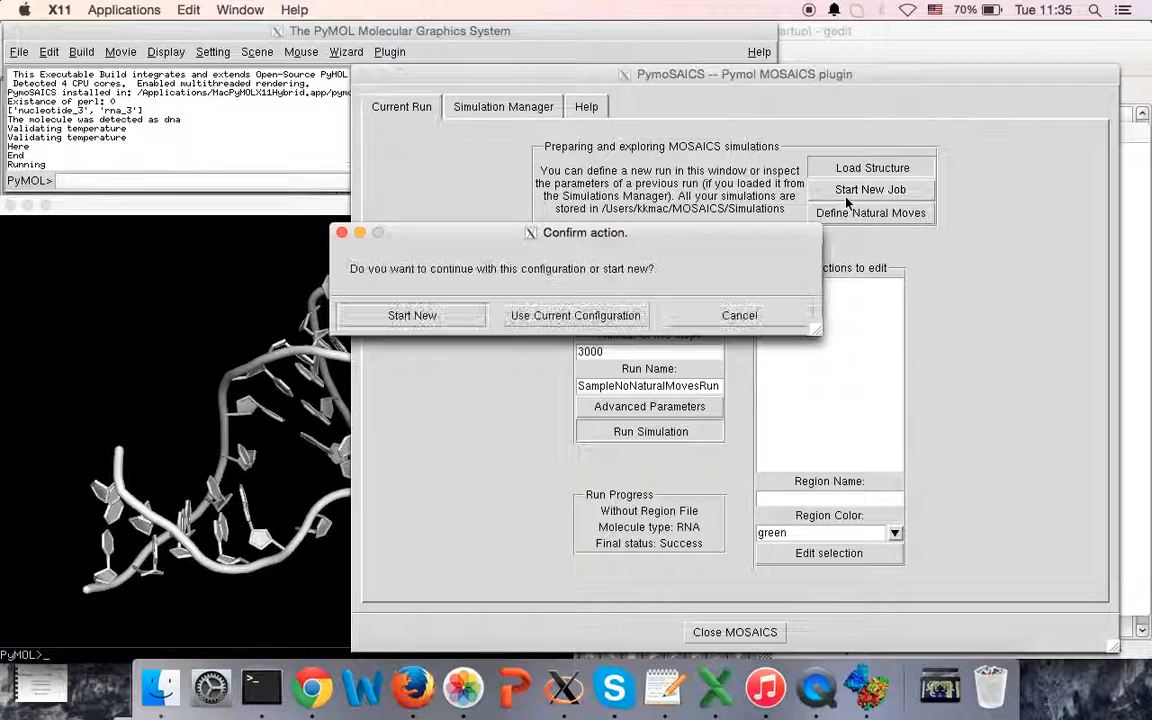 X11 Applications Edit Window Help 70% Tue 11:35
The PyMOL Molecular Graphics System
startup) - gedit
File Edit Build Movie Display Setting Scene Mouse Wizard Plugin Help
This Executable Build integrates and extends Open-Source PyMOL
Detected 4 CPU cores. Enabled multithreaded rendering.
PymoSAICS installed in: /Applications/MacPyMOLX11Hybrid.app/pymo
Existance of perl: 0
['nucleotide_3', 'rna_3']
The molecule was detected as dna
Validating temperature
Validating temperature
Here
End
Running
PyMOL>
PymoSAICS -- Pymol MOSAICS plugin
Current Run Simulation Manager Help
Preparing and exploring MOSAICS simulations
You can define a new run in this window or inspect
the parameters of a previous run (if you loaded it from
the Simulations Manager). All your simulations are
stored in /Users/kkmac/MOSAICS/Simulations
Load Structure
Start New Job
Define Natural Moves
Confirm action.
Do you want to continue with this configuration or start new?
Start New Use Current Configuration Cancel
ctions to edit
3000
Run Name:
SampleNoNaturalMovesRun
Advanced Parameters
Run Simulation
Run Progress
Without Region File
Molecule type: RNA
Final status: Success
Region Name:
Region Color:
green
Edit selection
Close MOSAICS
PyMOL>_